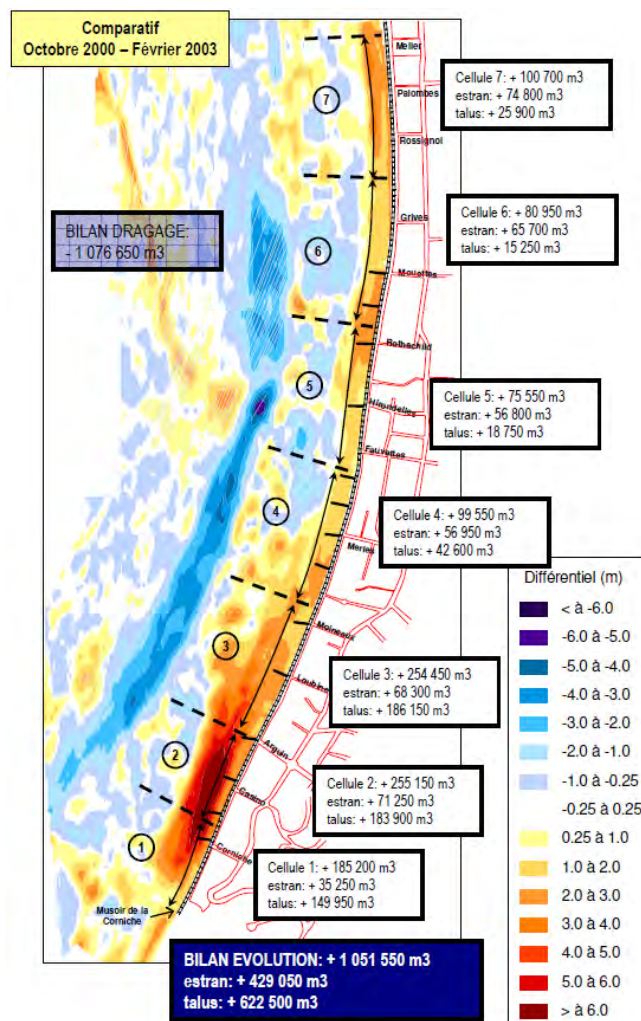 Comparatif
Octobre 2000 – Février 2003
Melier
Cellule 7: + 100 700 m3
estran: + 74 800 m3
talus: + 25 900 m3
7
Palombes
Rossignol
BILAN DRAGAGE:
- 1 076 650 m3
Cellule 6: + 80 950 m3
estran: + 65 700 m3
talus: + 15 250 m3
Grives
6
Mouettes
Rothschild
5
Hirondelles
Cellule 5: + 75 550 m3
estran: + 56 800 m3
talus: + 18 750 m3
Fauvettes
4
Cellule 4: + 99 550 m3
estran: + 56 950 m3
talus: + 42 600 m3
Merles
Moineaux
3
Cellule 3: + 254 450 m3
estran: + 68 300 m3
talus: + 186 150 m3
Loubine
2
Arguin
Cellule 2: + 255 150 m3
estran: + 71 250 m3
talus: + 183 900 m3
Casino
1
Corniche
Cellule 1: + 185 200 m3
estran: + 35 250 m3
talus: + 149 950 m3
Musoir de la
Corniche
BILAN EVOLUTION: + 1 051 550 m3
estran: + 429 050 m3
talus: + 622 500 m3
Différentiel (m)
< à -6.0
-6.0 à -5.0
-5.0 à -4.0
-4.0 à -3.0
-3.0 à -2.0
-2.0 à -1.0
-1.0 à -0.25
-0.25 à 0.25
0.25 à 1.0
1.0 à 2.0
2.0 à 3.0
3.0 à 4.0
4.0 à 5.0
5.0 à 6.0
> à 6.0